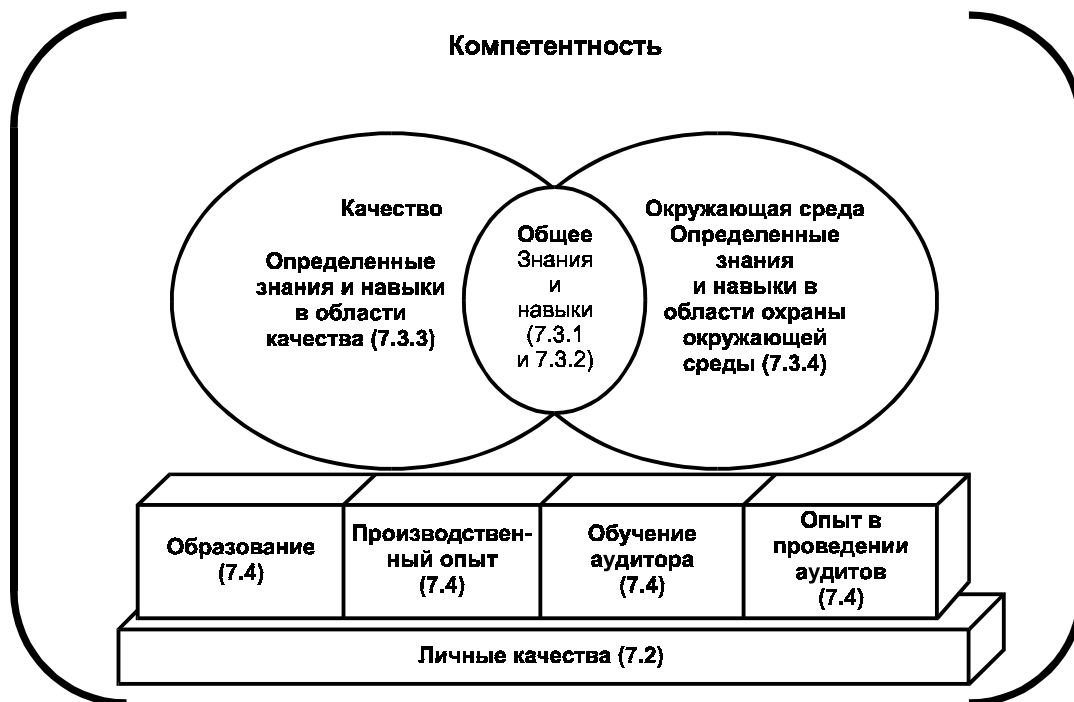 Компетентность
Качество
Определенные
знания и навыки
в области
качества (7.3.3)
Общее
Знания
и
навыки
(7.3.1
и 7.3.2)
Окружающая среда
Определенные
знания
и навыки в
области охраны
окружающей
среды (7.3.4)
Образование
(7.4)
Производствен-
ный опыт
(7.4)
Обучение
аудитора
(7.4)
Опыт в
проведении
аудитов
(7.4)
Личные качества (7.2)